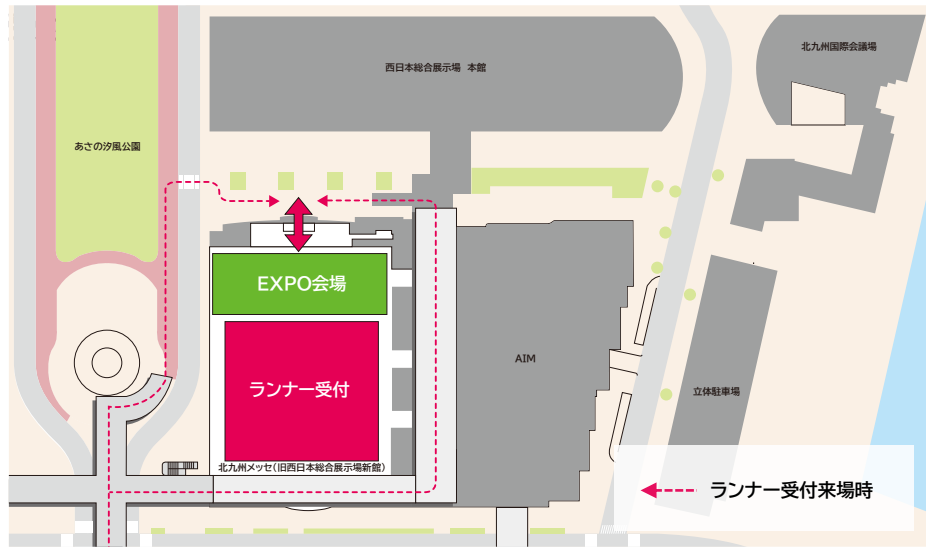 北九州国際会議場
西日本総合展示場 本館
あさの汐風公園
EXPO会場
AIM
ランナー受付
立体駐車場
北九州メッセ(旧西日本総合展示場新館)
ランナー受付来場時